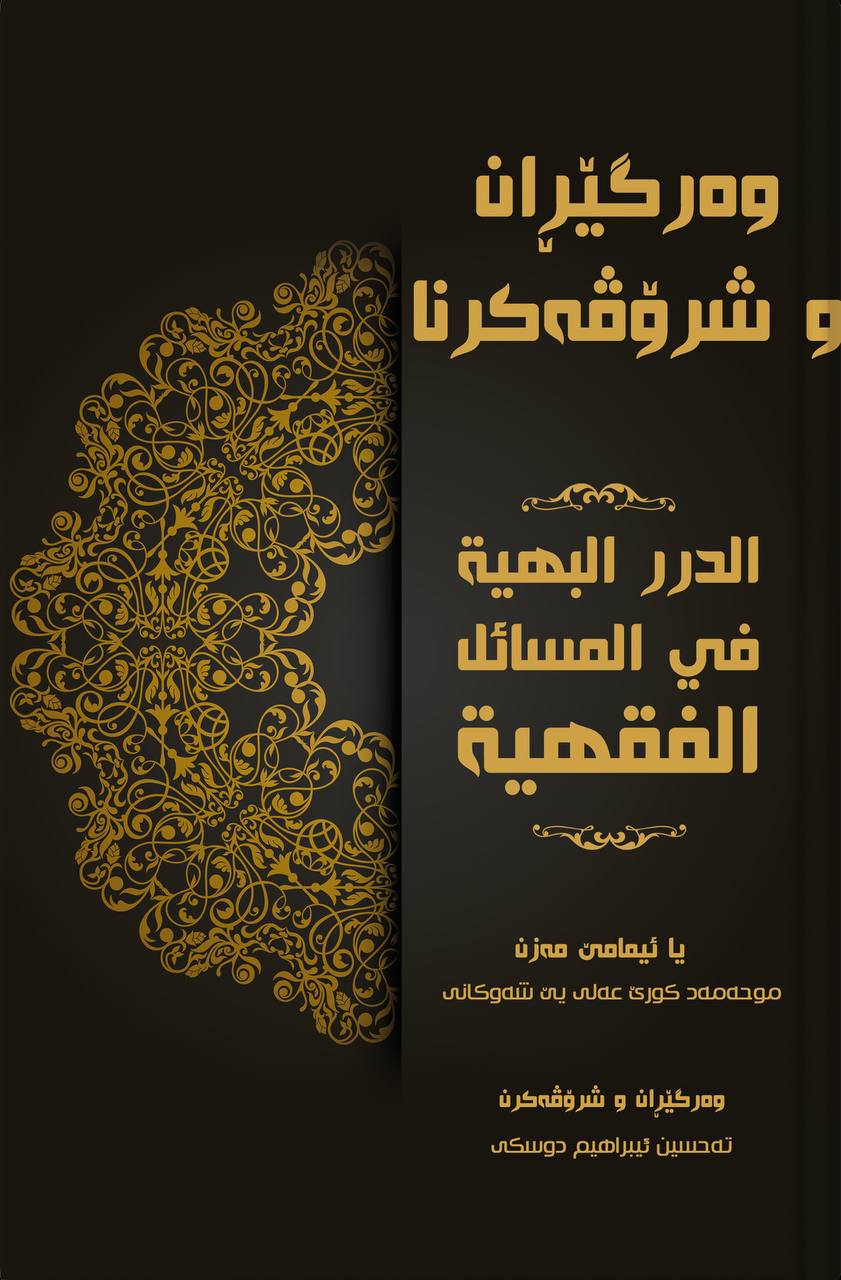 وەرگێڕان
و شرۆڤەکرنا
الدرر البهية
في المسائل
الفقهية
یا ئیمامێ مەزن
موحەمەد کورێ عەلی یێ شەوکانی
وەرگێڕان و شرۆڤەکرن
تەحسین ئیبراهیم دوسکی